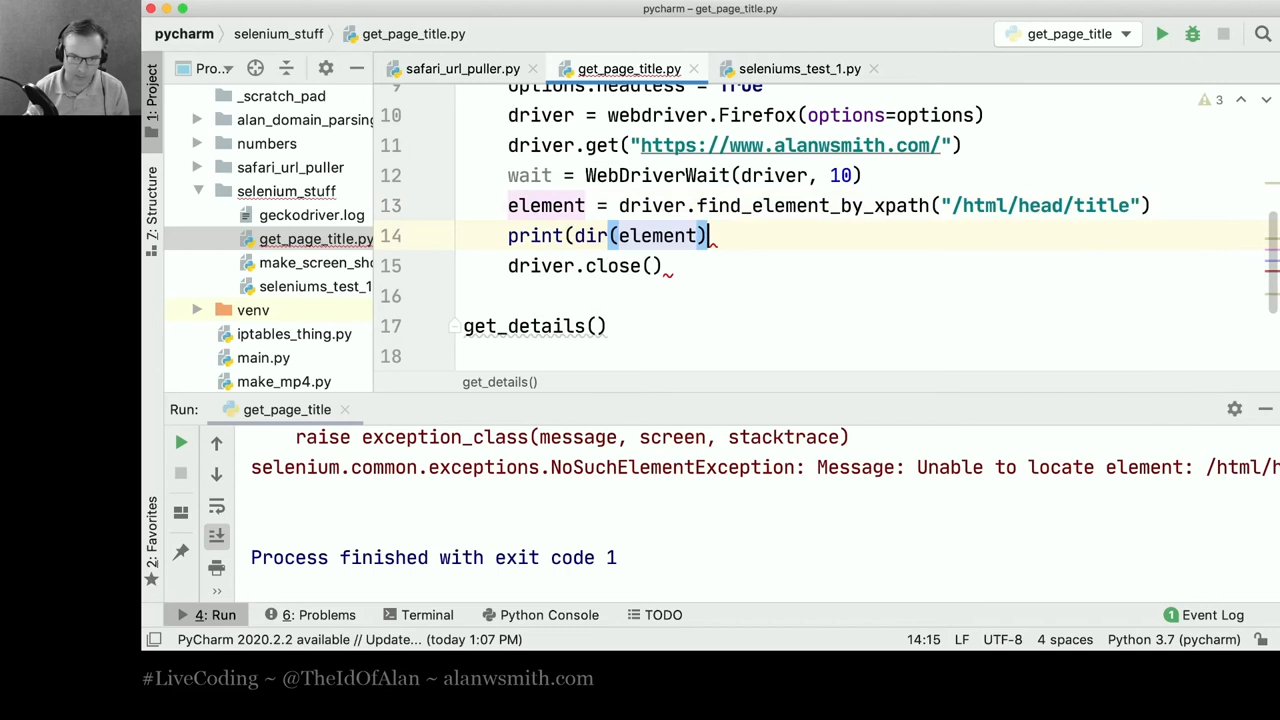 pycharm – get_page_title.py
pycharm selenium_stuff get_page_title.py
get_page_title
1: Project
Pro...
safari_url_puller.py
get_page_title.py
seleniums_test_1.py
_scratch_pad
alan_domain_parsing
numbers
safari_url_puller
selenium_stuff
geckodriver.log
get_page_title.py
make_screen_sho
seleniums_test_1
venv
iptables_thing.py
main.py
make_mp4.py
7: Structure
2: Favorites
3
9 options.headless = True
10 driver = webdriver.Firefox(options=options)
11 driver.get("https://www.alanwsmith.com/")
12 wait = WebDriverWait(driver, 10)
13 element = driver.find_element_by_xpath("/html/head/title")
14 print(dir(element)
15 driver.close()
16
17 get_details()
18
get_details()
Run: get_page_title
raise exception_class(message, screen, stacktrace)
selenium.common.exceptions.NoSuchElementException: Message: Unable to locate element: /html/h
Process finished with exit code 1
4: Run 6: Problems Terminal Python Console TODO 1 Event Log
PyCharm 2020.2.2 available // Update... (today 1:07 PM) 14:15 LF UTF-8 4 spaces Python 3.7 (pycharm)
#LiveCoding ~ @TheIdOfAlan ~ alanwsmith.com